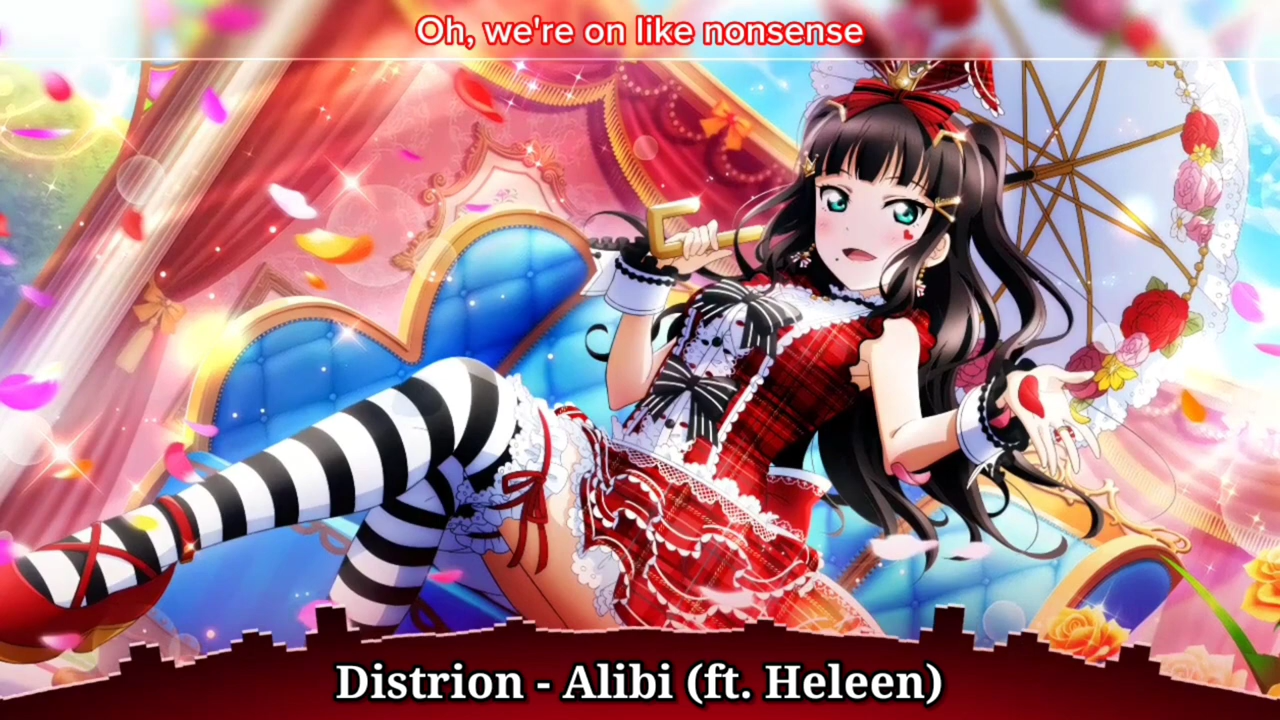 Oh, we're on like nonsense
Distrion - Alibi (ft. Heleen)